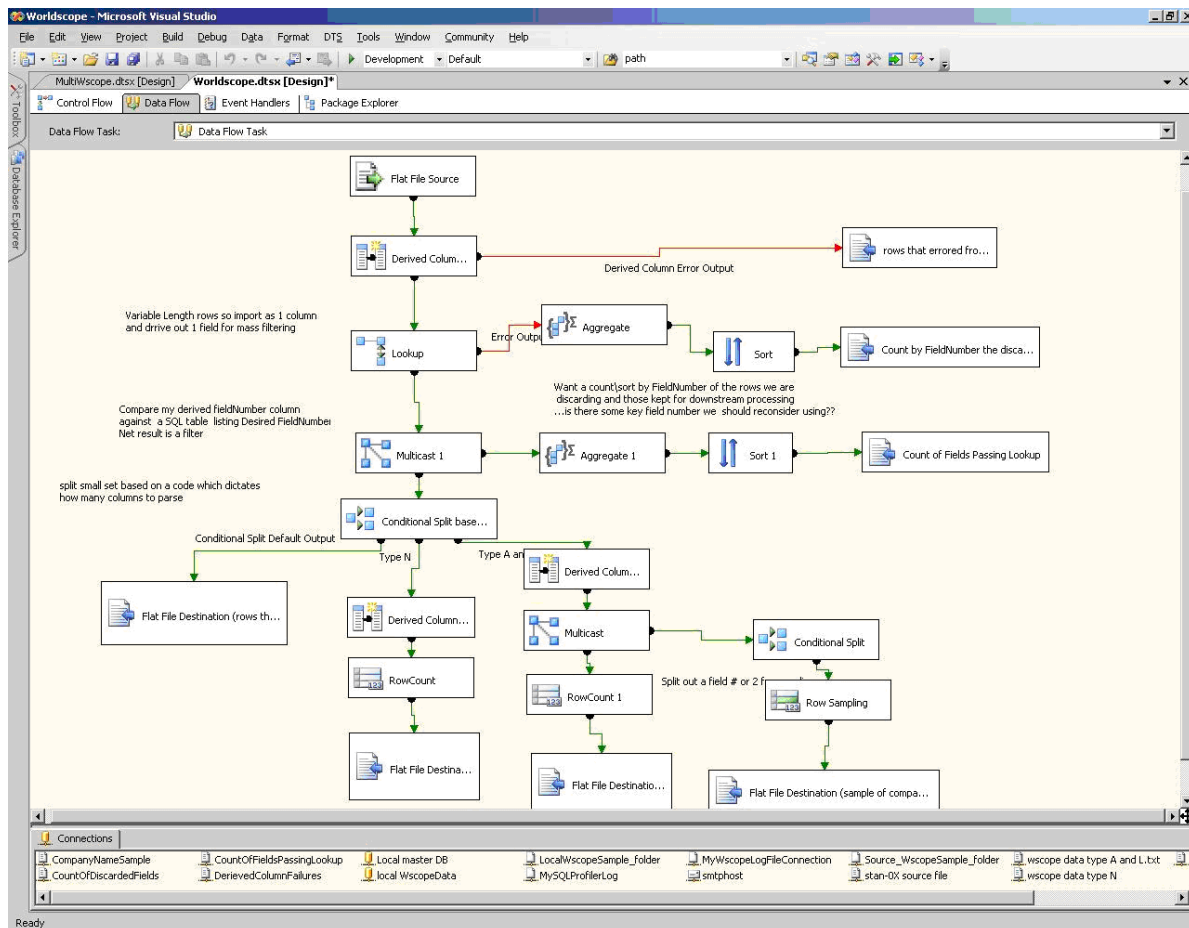 Worldscope - Microsoft Visual Studio
File Edit View Project Build Debug Data Format DTS Tools Window Community Help
Development Default path
MultiWscope.dtsx [Design] Worldscope.dtsx [Design]*
Control Flow Data Flow Event Handlers Package Explorer
Data Flow Task: Data Flow Task
Toolbox
Database Explorer
Flat File Source
Derived Colum...
Derived Column Error Output
rows that errored fro...
Variable Length rows so import as 1 column
and drrive out 1 field for mass filtering
Lookup
Error Outpu
Aggregate
Sort
Count by FieldNumber the disca...
Want a count\sort by FieldNumber of the rows we are
discarding and those kept for downstream processing
...is there some key field number we should reconsider using??
Compare my derived fieldNumber column
against a SQL table listing Desired FieldNumber
Net result is a filter
Multicast 1
Aggregate 1
Sort 1
Count of Fields Passing Lookup
split small set based on a code which dictates
how many columns to parse
Conditional Split base...
Conditional Split Default Output
Type N
Type A an
Derived Colum...
Flat File Destination (rows th...
Derived Column...
Multicast
Conditional Split
RowCount
RowCount 1
Split out a field # or 2 f
Row Sampling
Flat File Destina...
Flat File Destinatio...
Flat File Destination (sample of compa...
Connections
CompanyNameSample CountOfFieldsPassingLookup Local master DB LocalWscopeSample_folder MyWscopeLogFileConnection Source_WscopeSample_folder wscope data type A and L.txt
CountOfDiscardedFields DerievedColumnFailures local WscopeData MySQLProfilerLog smtphost stan-0X source file wscope data type N
Ready